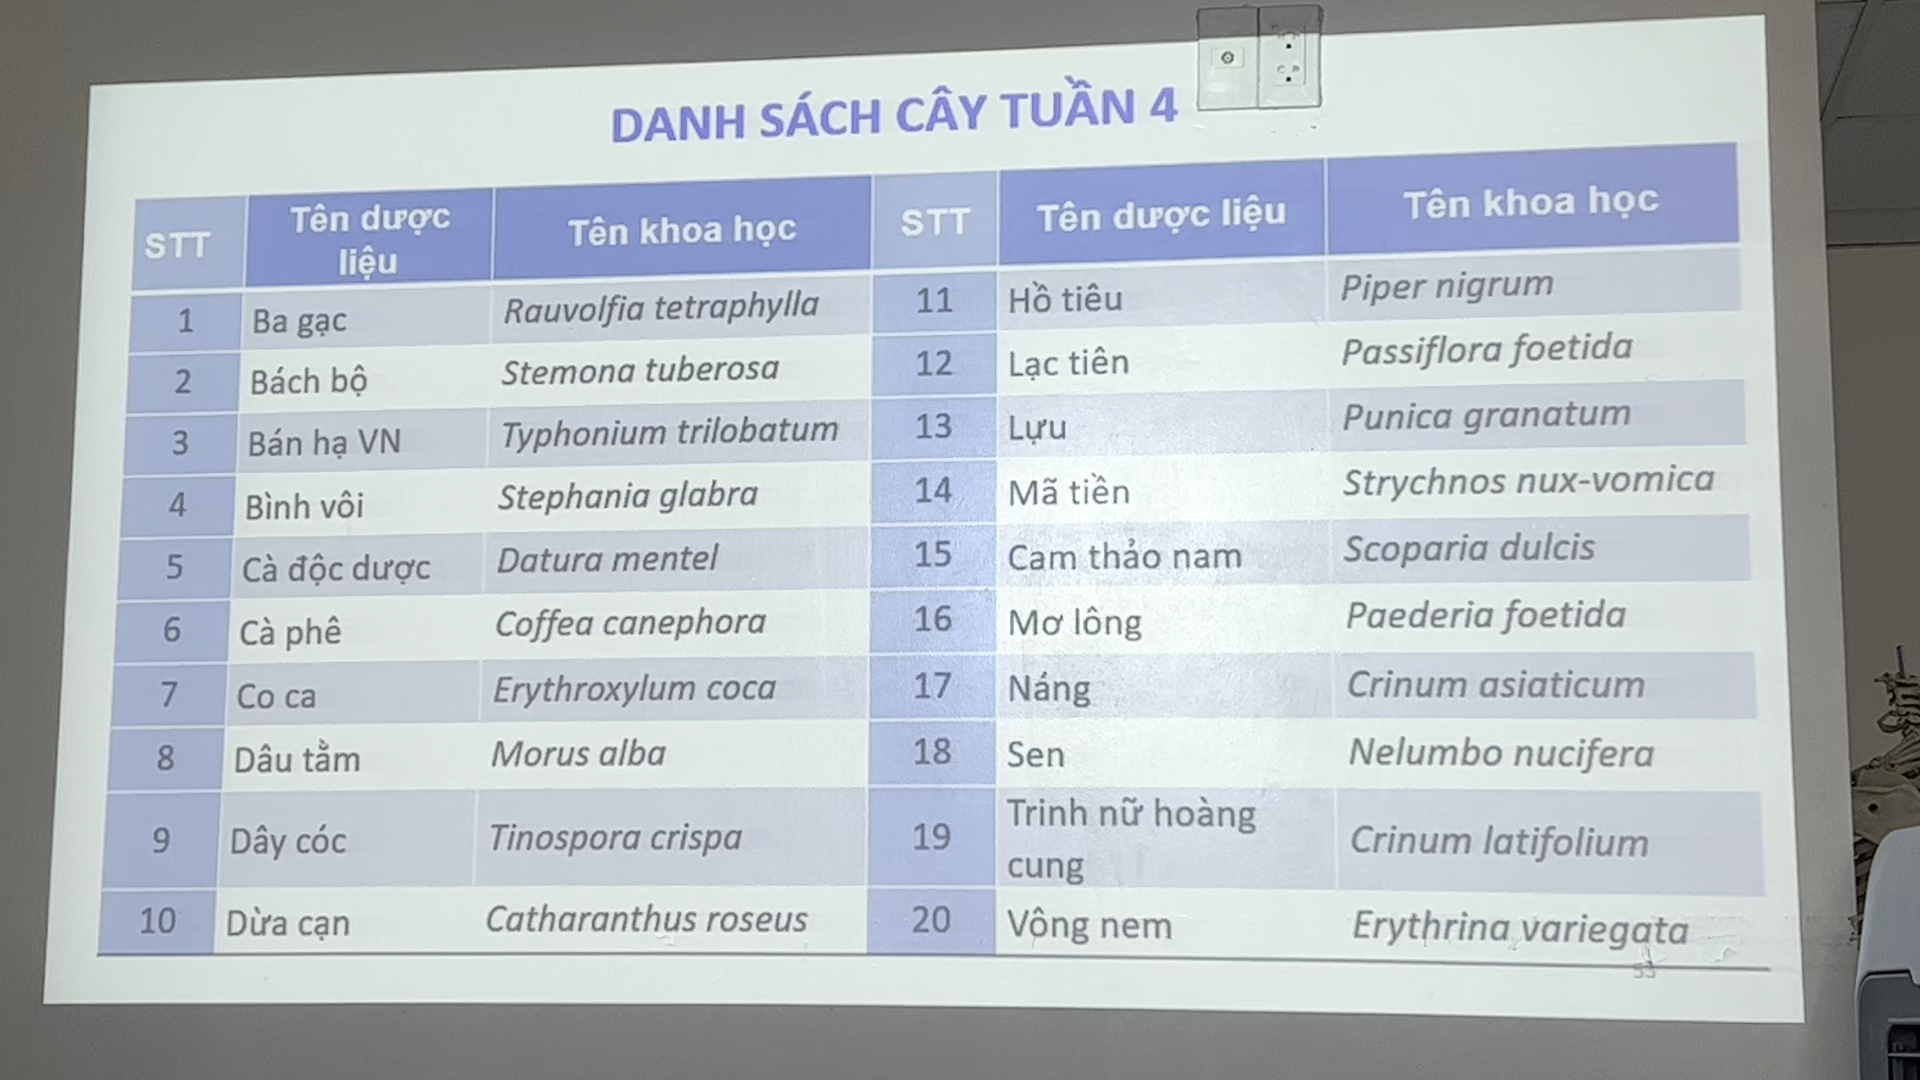 DANH SÁCH CÂY TUẦN 4
STT Tên dược liệu Tên khoa học STT Tên dược liệu Tên khoa học
1 Ba gạc Rauvolfia tetraphylla 11 Hồ tiêu Piper nigrum
2 Bách bộ Stemona tuberosa 12 Lạc tiên Passiflora foetida
3 Bán hạ VN Typhonium trilobatum 13 Lựu Punica granatum
4 Bình vôi Stephania glabra 14 Mã tiền Strychnos nux-vomica
5 Cà độc dược Datura mentel 15 Cam thảo nam Scoparia dulcis
6 Cà phê Coffea canephora 16 Mơ lông Paederia foetida
7 Co ca Erythroxylum coca 17 Náng Crinum asiaticum
8 Dâu tằm Morus alba 18 Sen Nelumbo nucifera
9 Dây cóc Tinospora crispa 19 Trinh nữ hoàng cung Crinum latifolium
10 Dừa cạn Catharanthus roseus 20 Vông nem Erythrina variegata
53